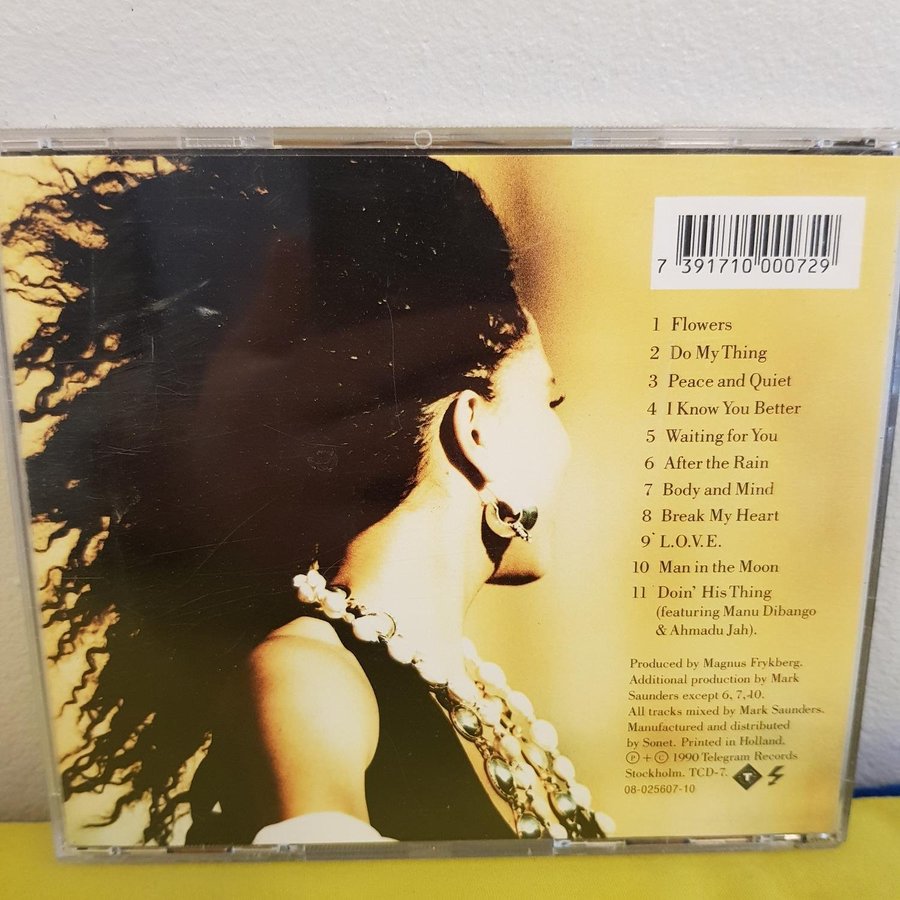 7 391710 000729
1 Flowers
2 Do My Thing
3 Peace and Quiet
4 I Know You Better
5 Waiting for You
6 After the Rain
7 Body and Mind
8 Break My Heart
9 L.O.V.E.
10 Man in the Moon
11 Doin' His Thing
(featuring Manu Dibango
& Ahmadu Jah).
Produced by Magnus Frykberg.
Additional production by Mark
Saunders except 6, 7, 10.
All tracks mixed by Mark Saunders.
Manufactured and distributed
by Sonet. Printed in Holland.
℗ + © 1990 Telegram Records
Stockholm. TCD-7. T
08-025607-10